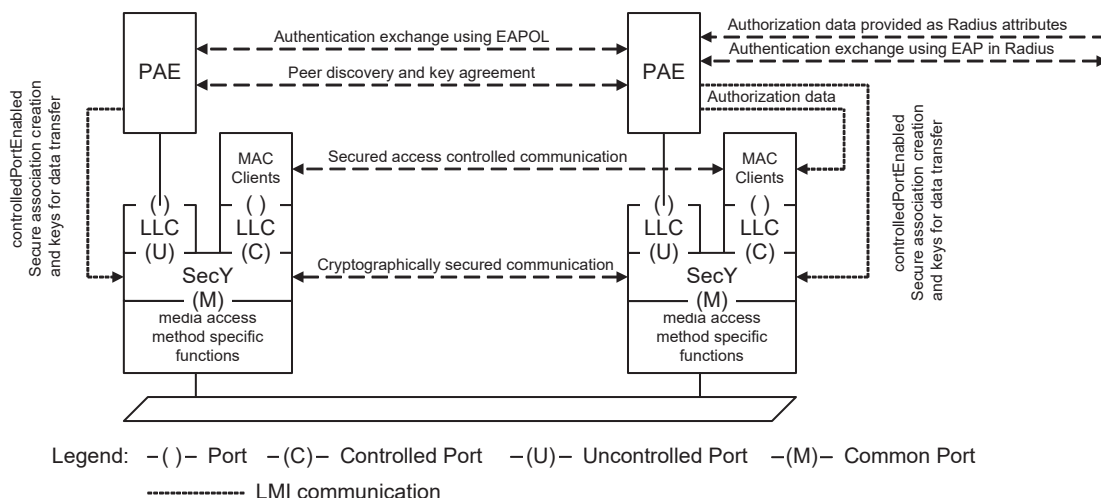 Authentication exchange using EAPOL
Authorization data provided as Radius attributes
Authentication exchange using EAP in Radius
PAE
PAE
Peer discovery and key agreement
Authorization data
controlledPortEnabled
Secure association creation
and keys for data transfer
MAC
Clients
Secured access controlled communication
MAC
Clients
controlledPortEnabled
Secure association creation
and keys for data transfer
( )
( )
LLC
LLC
(U)
(C)
( )
( )
LLC
LLC
(U)
(C)
SecY
Cryptographically secured communication
SecY
(M)
(M)
media access
method specific
functions
media access
method specific
functions
Legend: –( )– Port –(C)– Controlled Port –(U)– Uncontrolled Port –(M)– Common Port
LMI communication